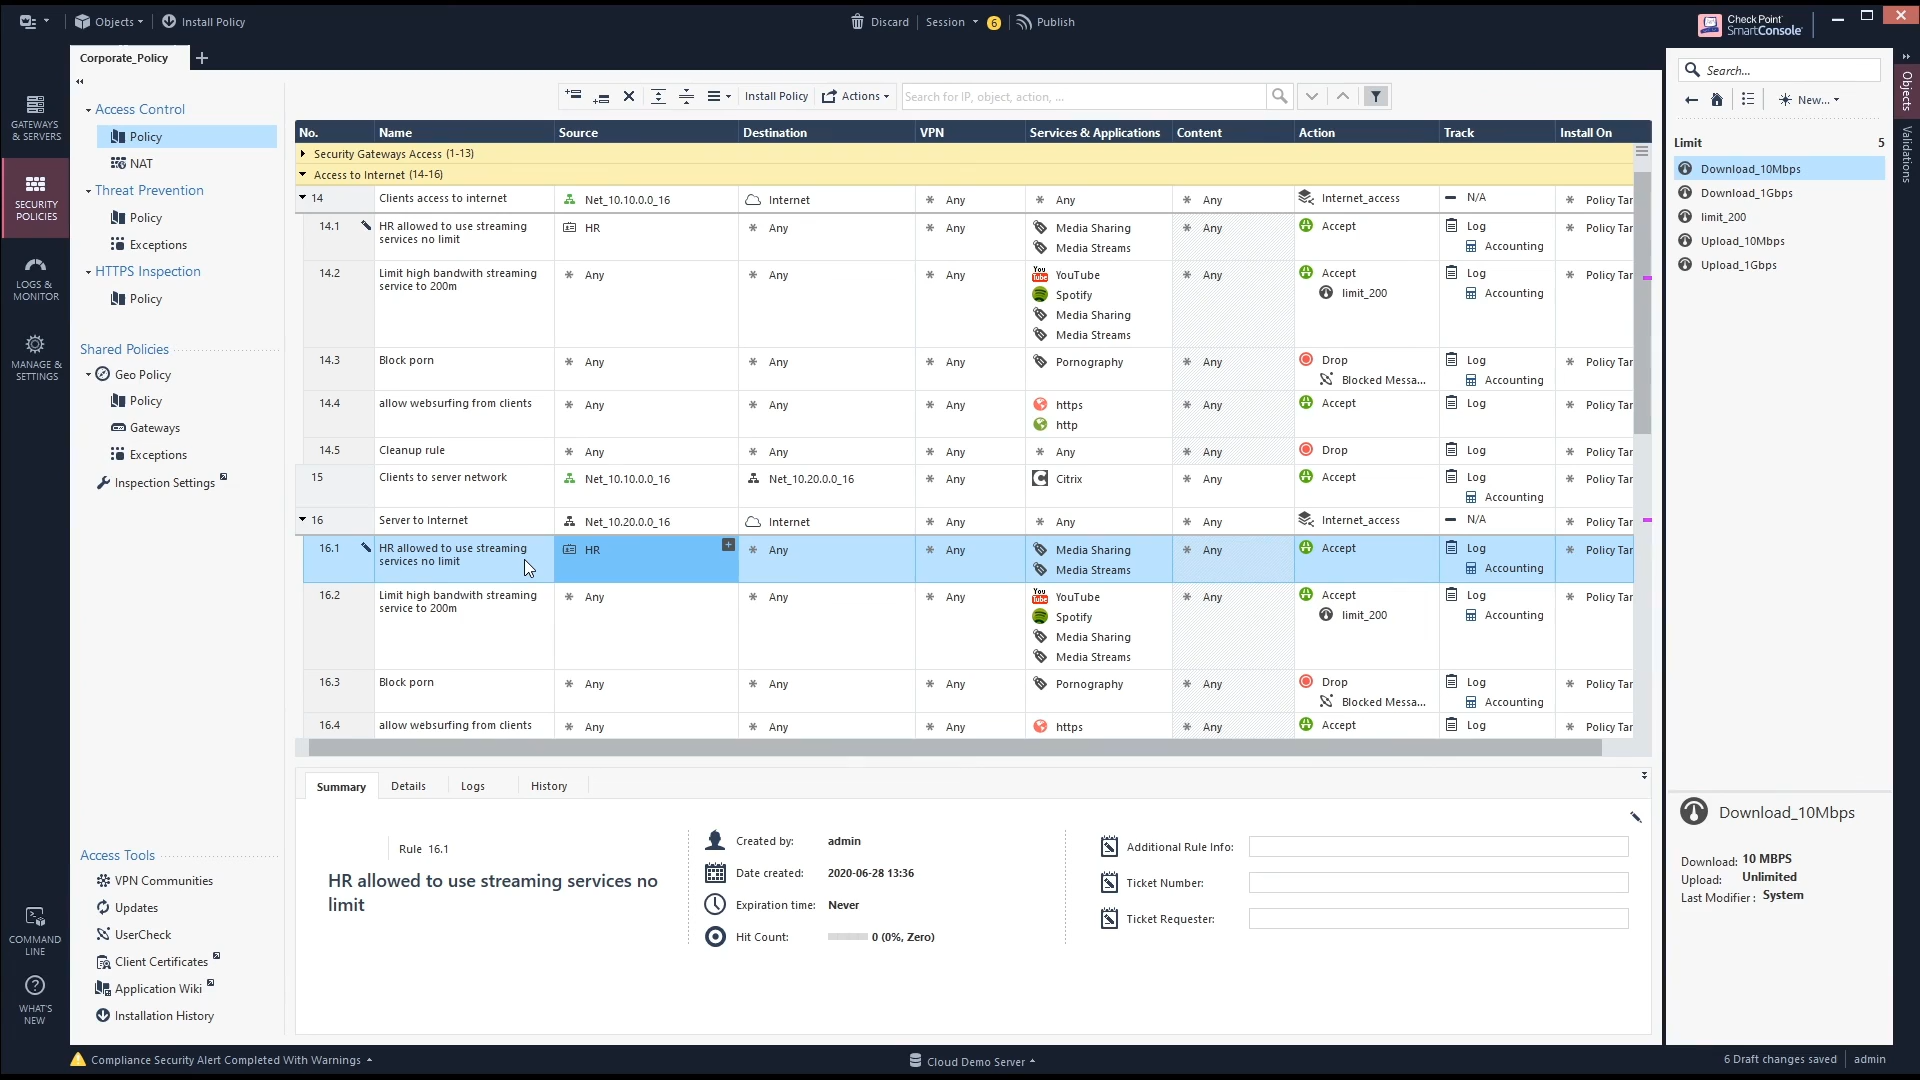 Objects
Install Policy
Discard
Session
6
Publish
Check Point
SmartConsole
Corporate_Policy
GATEWAYS
& SERVERS
SECURITY
POLICIES
LOGS &
MONITOR
MANAGE &
SETTINGS
COMMAND
LINE
WHAT'S
NEW
Access Control
Policy
NAT
Threat Prevention
Policy
Exceptions
HTTPS Inspection
Policy
Shared Policies
Geo Policy
Policy
Gateways
Exceptions
Inspection Settings
Access Tools
VPN Communities
Updates
UserCheck
Client Certificates
Application Wiki
Installation History
Install Policy
Actions
Search for IP, object, action, ...
No. Name Source Destination VPN Services & Applications Content Action Track Install On
Security Gateways Access (1-13)
Access to Internet (14-16)
14 Clients access to internet Net_10.10.0.0_16 Internet * Any Any * Any Internet_access N/A * Policy Tar
14.1 HR allowed to use streaming HR * Any * Any Media Sharing * Any Accept Log * Policy Tar
services no limit Media Streams Accounting
14.2 Limit high bandwith streaming * Any * Any * Any YouTube * Any Accept Log * Policy Tar
service to 200m Spotify limit_200 Accounting
Media Sharing
Media Streams
14.3 Block porn * Any * Any * Any Pornography * Any Drop Log * Policy Tar
Blocked Messa... Accounting
14.4 allow websurfing from clients * Any * Any * Any https * Any Accept Log * Policy Tar
http
14.5 Cleanup rule * Any * Any * Any * Any * Any Drop Log * Policy Tar
15 Clients to server network Net_10.10.0.0_16 Net_10.20.0.0_16 * Any Citrix * Any Accept Log * Policy Tar
Accounting
16 Server to Internet Net_10.20.0.0_16 Internet * Any * Any * Any Internet_access N/A * Policy Tar
16.1 HR allowed to use streaming HR * Any * Any Media Sharing * Any Accept Log * Policy Tar
services no limit Media Streams Accounting
16.2 Limit high bandwith streaming * Any * Any * Any YouTube * Any Accept Log * Policy Tar
service to 200m Spotify limit_200 Accounting
Media Sharing
Media Streams
16.3 Block porn * Any * Any * Any Pornography * Any Drop Log * Policy Tar
Blocked Messa... Accounting
16.4 allow websurfing from clients * Any * Any * Any https * Any Accept Log * Policy Tar
Summary Details Logs History
Rule 16.1
HR allowed to use streaming services no
limit
Created by: admin
Date created: 2020-06-28 13:36
Expiration time: Never
Hit Count: 0 (0%, Zero)
Additional Rule Info:
Ticket Number:
Ticket Requester:
Search...
New...
Limit 5
Download_10Mbps
Download_1Gbps
limit_200
Upload_10Mbps
Upload_1Gbps
Download_10Mbps
Download: 10 MBPS
Upload: Unlimited
Last Modifier : System
Objects
Validations
Compliance Security Alert Completed With Warnings
Cloud Demo Server
6 Draft changes saved
admin